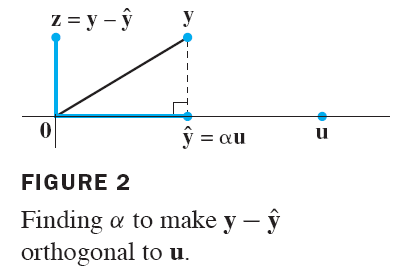 z = y – ŷ
y
0
ŷ = αu
u
FIGURE 2
Finding α to make y – ŷ
orthogonal to u.